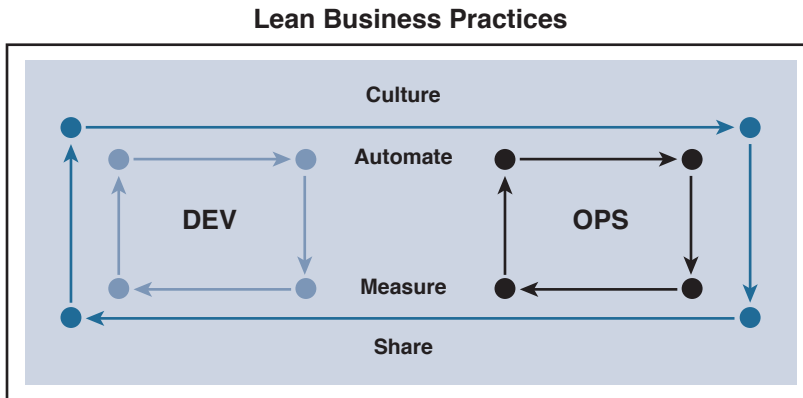 Lean Business Practices
Culture
Automate
DEV
OPS
Measure
Share